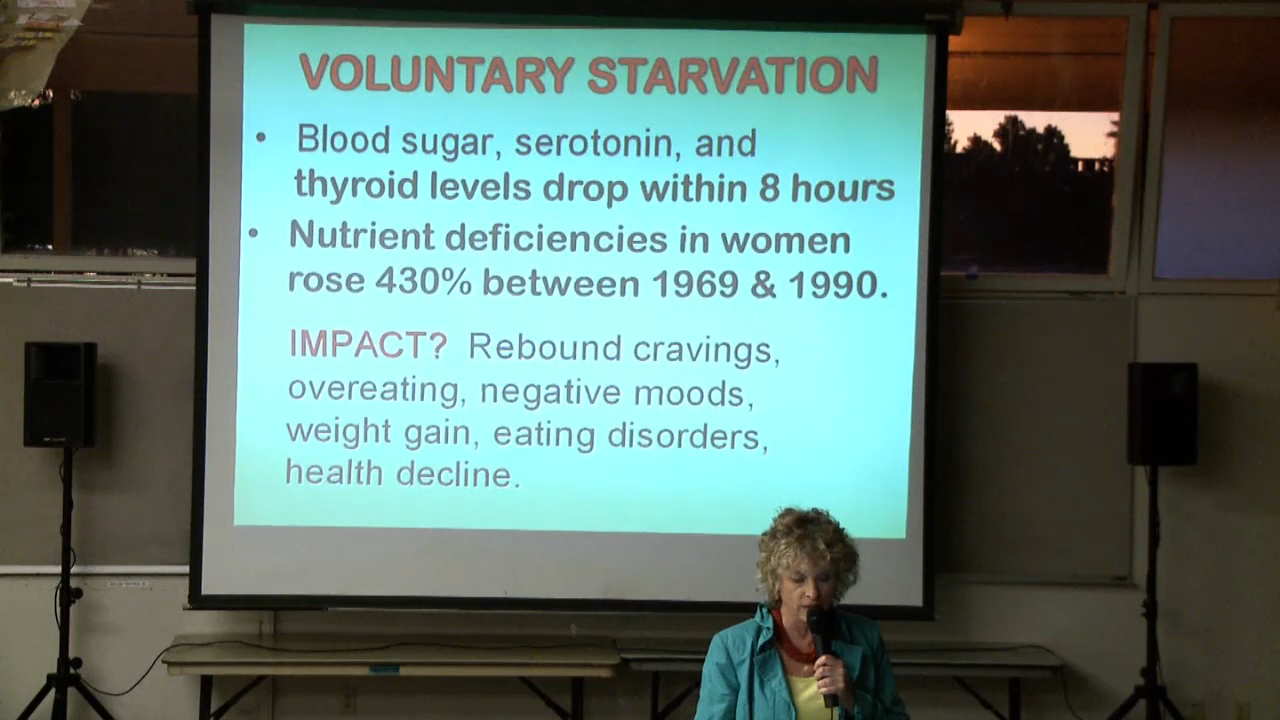 VOLUNTARY STARVATION
• Blood sugar, serotonin, and
thyroid levels drop within 8 hours
• Nutrient deficiencies in women
rose 430% between 1969 & 1990.
IMPACT? Rebound cravings,
overeating, negative moods,
weight gain, eating disorders,
health decline.